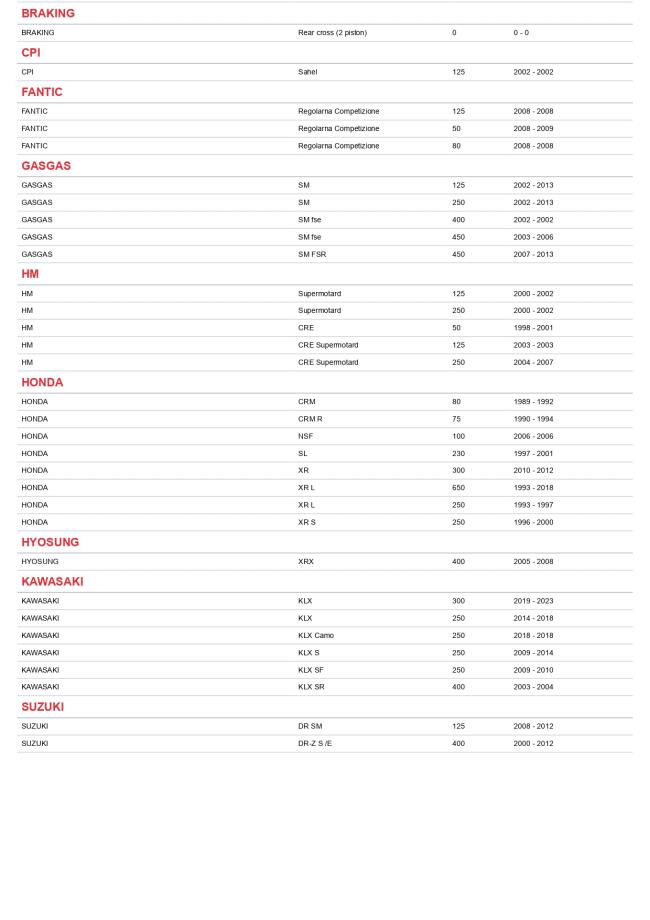 BRAKING
BRAKING Rear cross (2 piston) 0 0 - 0
CPI
CPI Sahel 125 2002 - 2002
FANTIC
FANTIC Regolarna Competizione 125 2008 - 2008
FANTIC Regolarna Competizione 50 2008 - 2009
FANTIC Regolarna Competizione 80 2008 - 2008
GASGAS
GASGAS SM 125 2002 - 2013
GASGAS SM 250 2002 - 2013
GASGAS SM fse 400 2002 - 2002
GASGAS SM fse 450 2003 - 2006
GASGAS SM FSR 450 2007 - 2013
HM
HM Supermotard 125 2000 - 2002
HM Supermotard 250 2000 - 2002
HM CRE 50 1998 - 2001
HM CRE Supermotard 125 2003 - 2003
HM CRE Supermotard 250 2004 - 2007
HONDA
HONDA CRM 80 1989 - 1992
HONDA CRM R 75 1990 - 1994
HONDA NSF 100 2006 - 2006
HONDA SL 230 1997 - 2001
HONDA XR 300 2010 - 2012
HONDA XR L 650 1993 - 2018
HONDA XR L 250 1993 - 1997
HONDA XR S 250 1996 - 2000
HYOSUNG
HYOSUNG XRX 400 2005 - 2008
KAWASAKI
KAWASAKI KLX 300 2019 - 2023
KAWASAKI KLX 250 2014 - 2018
KAWASAKI KLX Camo 250 2018 - 2018
KAWASAKI KLX S 250 2009 - 2014
KAWASAKI KLX SF 250 2009 - 2010
KAWASAKI KLX SR 400 2003 - 2004
SUZUKI
SUZUKI DR SM 125 2008 - 2012
SUZUKI DR-Z S /E 400 2000 - 2012